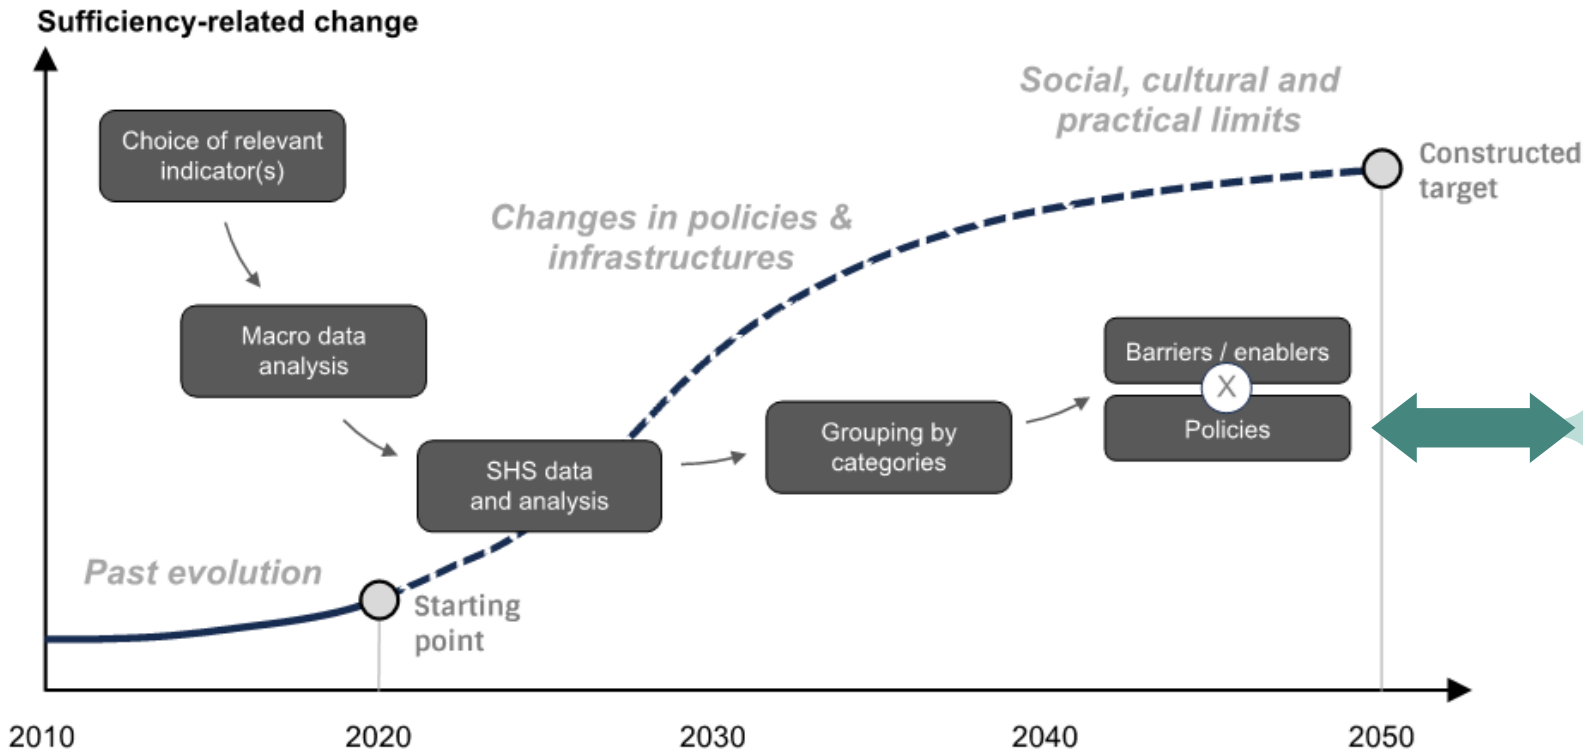 Sufficiency-related change
Social, cultural and
practical limits
Choice of relevant
indicator(s)
Constructed
target
Changes in policies &
infrastructures
Macro data
analysis
Barriers / enablers
X
Policies
Grouping by
categories
SHS data
and analysis
Past evolution
Starting
point
2010
2020
2030
2040
2050